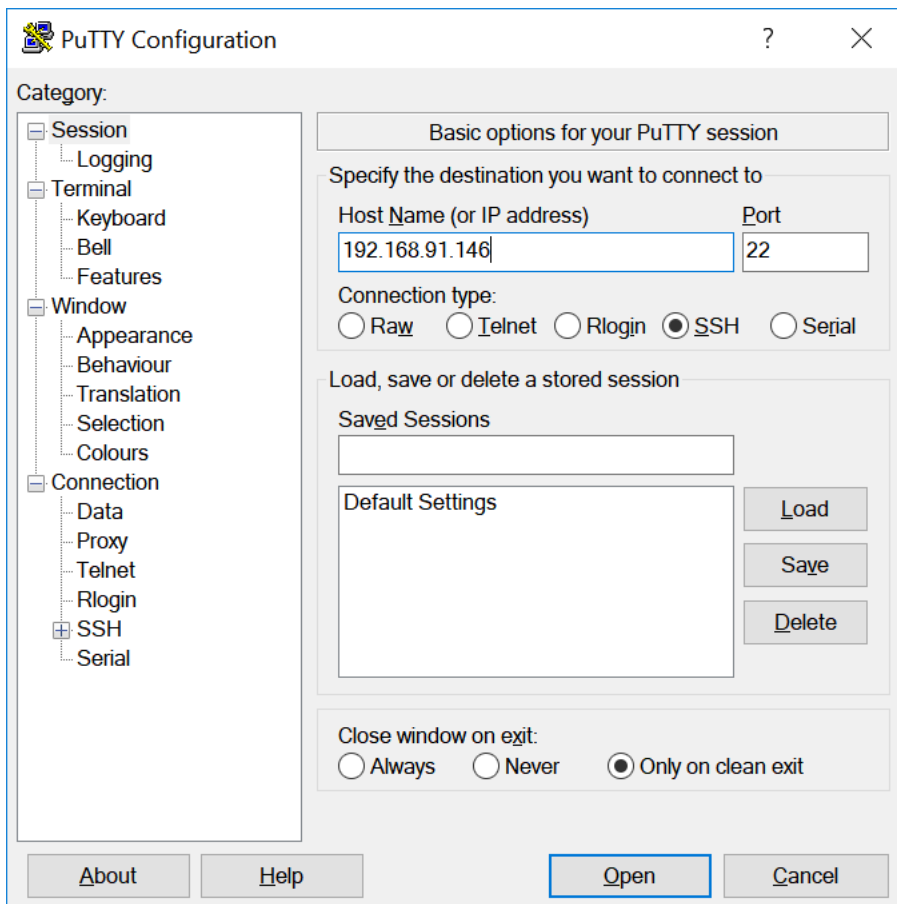 PuTTY Configuration
?
Category:
Session
Logging
Terminal
Keyboard
Bell
Features
Window
Appearance
Behaviour
Translation
Selection
Colours
Connection
Data
Proxy
Telnet
Rlogin
SSH
Serial
Basic options for your PuTTY session
Specify the destination you want to connect to
Host Name (or IP address) Port
192.168.91.146 22
Connection type:
Raw Telnet Rlogin SSH Serial
Load, save or delete a stored session
Saved Sessions
Default Settings
Load
Save
Delete
Close window on exit:
Always Never Only on clean exit
About Help Open Cancel